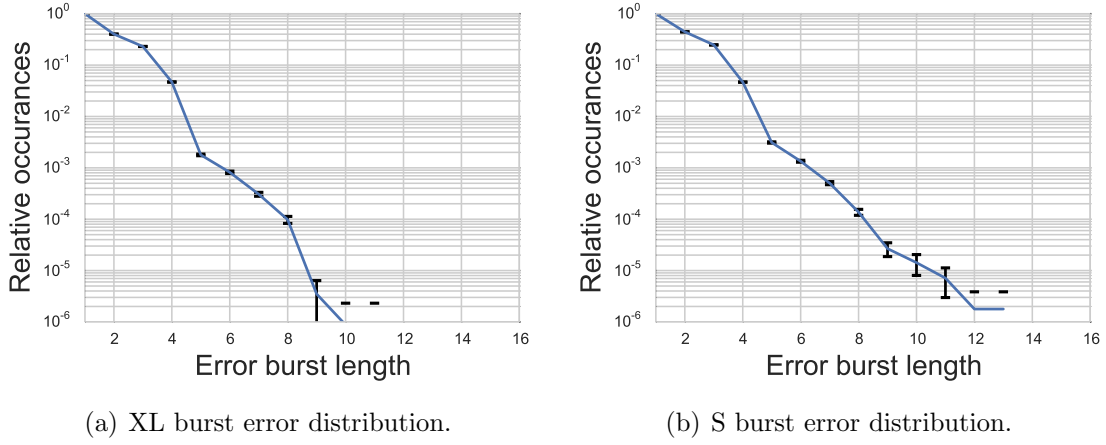 10⁰
10⁻¹
10⁻²
10⁻³
10⁻⁴
10⁻⁵
10⁻⁶
Relative occurances
2 4 6 8 10 12 14 16
Error burst length
(a) XL burst error distribution.
10⁰
10⁻¹
10⁻²
10⁻³
10⁻⁴
10⁻⁵
10⁻⁶
Relative occurances
2 4 6 8 10 12 14 16
Error burst length
(b) S burst error distribution.